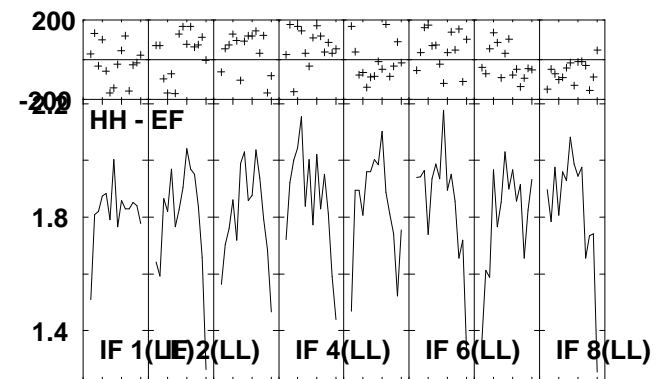 200
-200
2.2
HH - EF
1.8
1.4
IF 1(LL) IF 2(LL) IF 4(LL) IF 6(LL) IF 8(LL)